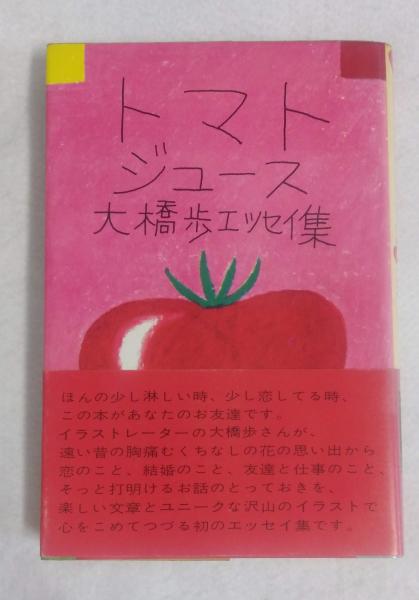 トマト
ジュース
大橋歩エッセイ集
ほんの少し淋しい時、少し恋してる時、
この本があなたのお友達です。
イラストレーターの大橋歩さんが、
遠い昔の胸痛むくちなしの花の思い出から
恋のこと、結婚のこと、友達と仕事のこと、
そっと打明けるお話のとっておきを、
楽しい文章とユニークな沢山のイラストで
心をこめてつづる初のエッセイ集です。